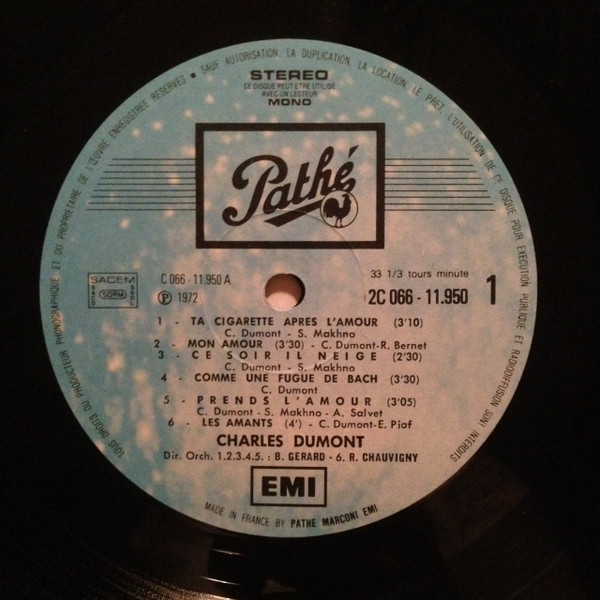 TOUS DROITS DU PRODUCTEUR PHONOGRAPHIQUE ET DU PROPRIETAIRE DE L'ŒUVRE ENREGISTREE RESERVES ● SAUF AUTORISATION, LA DUPLICATION, LA LOCATION, LE PRET, L'UTILISATION DE CE DISQUE POUR EXECUTION PUBLIQUE ET RADIODIFFUSION SONT INTERDITS
STEREO
CE DISQUE PEUT ETRE UTILISE
AVEC UN LECTEUR
MONO
Pathé
SACEM
SDRM
C 066 - 11.950 A
Ⓟ 1972
33 1/3 tours minute
2C 066 - 11.950
1
1 - TA CIGARETTE APRES L'AMOUR (3'10)
C. Dumont - S. Makhno
2 - MON AMOUR (3'30) - C. Dumont-R. Bernet
3 - CE SOIR IL NEIGE (2'30)
C. Dumont - S. Makhno
4 - COMME UNE FUGUE DE BACH (3'30)
C. Dumont
5 - PRENDS L'AMOUR (3'05)
C. Dumont - S. Makhno - A. Salvet
6 - LES AMANTS (4') - C. Dumont-E. Piaf
CHARLES DUMONT
Dir. Orch. 1.2.3.4.5. : B. GERARD - 6. R. CHAUVIGNY
EMI
MADE IN FRANCE BY PATHE MARCONI EMI